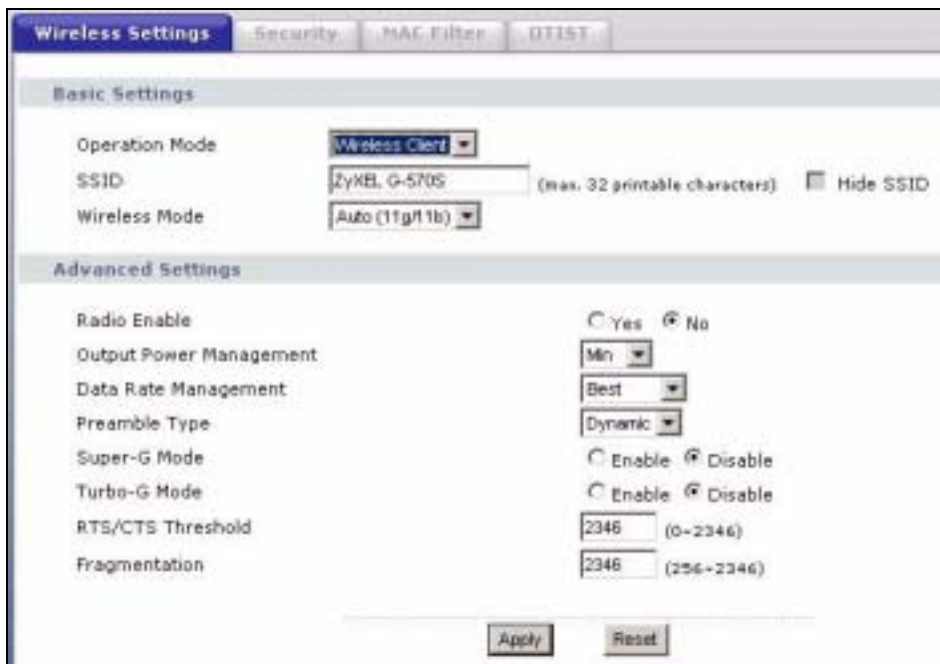 Wireless Settings Security MAC Filter OTIST
Basic Settings
Operation Mode Wireless Client
SSID ZyXEL G-570S (max. 32 printable characters) Hide SSID
Wireless Mode Auto (11g/11b)
Advanced Settings
Radio Enable Yes No
Output Power Management Min
Data Rate Management Best
Preamble Type Dynamic
Super-G Mode Enable Disable
Turbo-G Mode Enable Disable
RTS/CTS Threshold 2346 (0~2346)
Fragmentation 2346 (256~2346)
Apply Reset